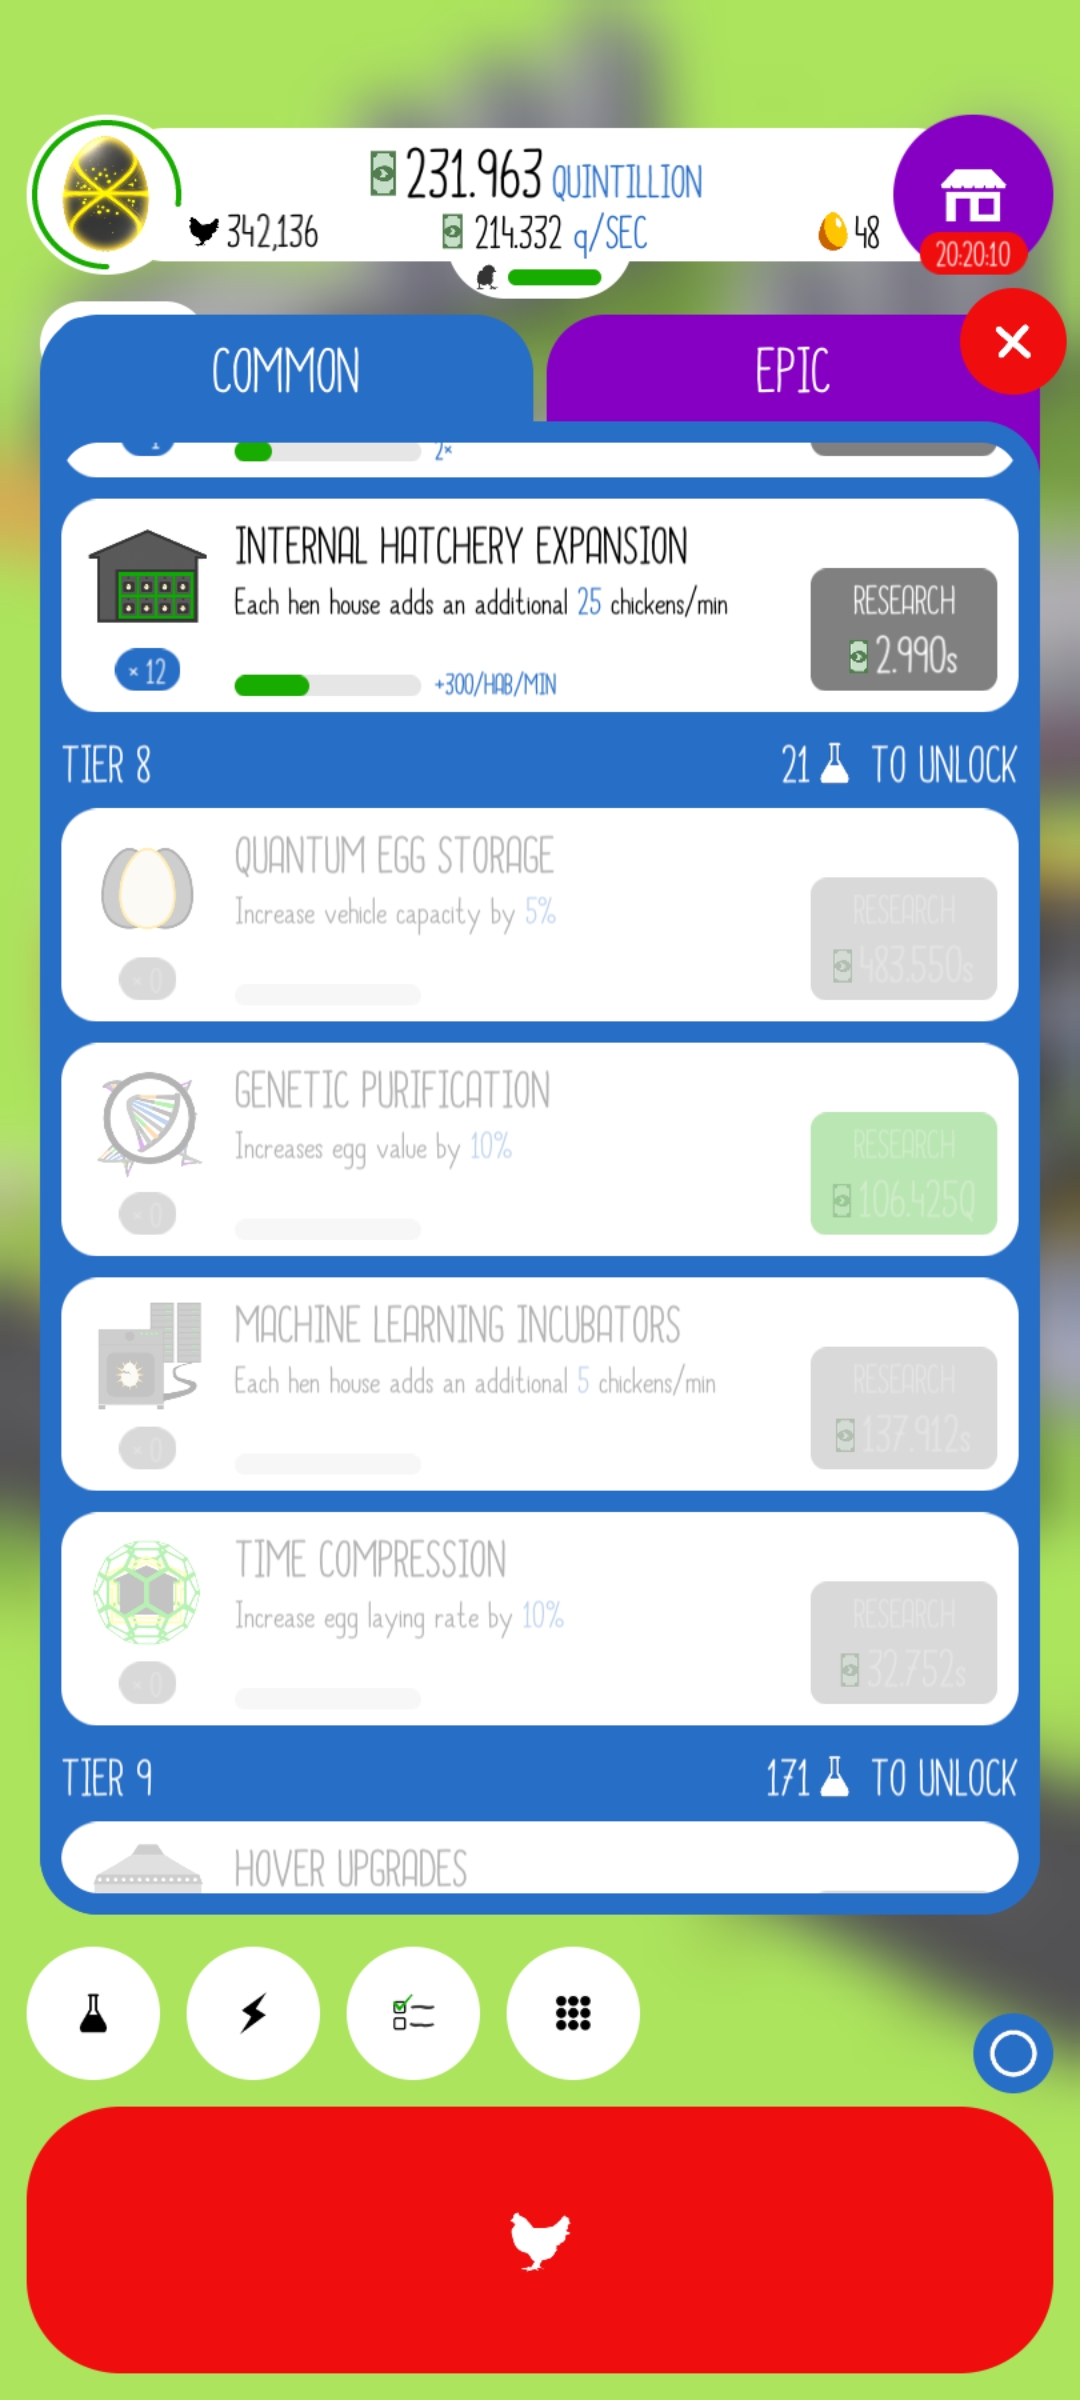 231.963 QUINTILLION
342,136
214.332 q/SEC
48
20:20:10
COMMON
EPIC
2×
INTERNAL HATCHERY EXPANSION
Each hen house adds an additional 25 chickens/min
RESEARCH
2.990s
× 12
+300/HAB/MIN
TIER 8
21 TO UNLOCK
QUANTUM EGG STORAGE
Increase vehicle capacity by 5%
RESEARCH
483.550s
× 0
GENETIC PURIFICATION
Increases egg value by 10%
RESEARCH
106.425Q
× 0
MACHINE LEARNING INCUBATORS
Each hen house adds an additional 5 chickens/min
RESEARCH
137.912s
× 0
TIME COMPRESSION
Increase egg laying rate by 10%
RESEARCH
32.752s
× 0
TIER 9
171 TO UNLOCK
HOVER UPGRADES